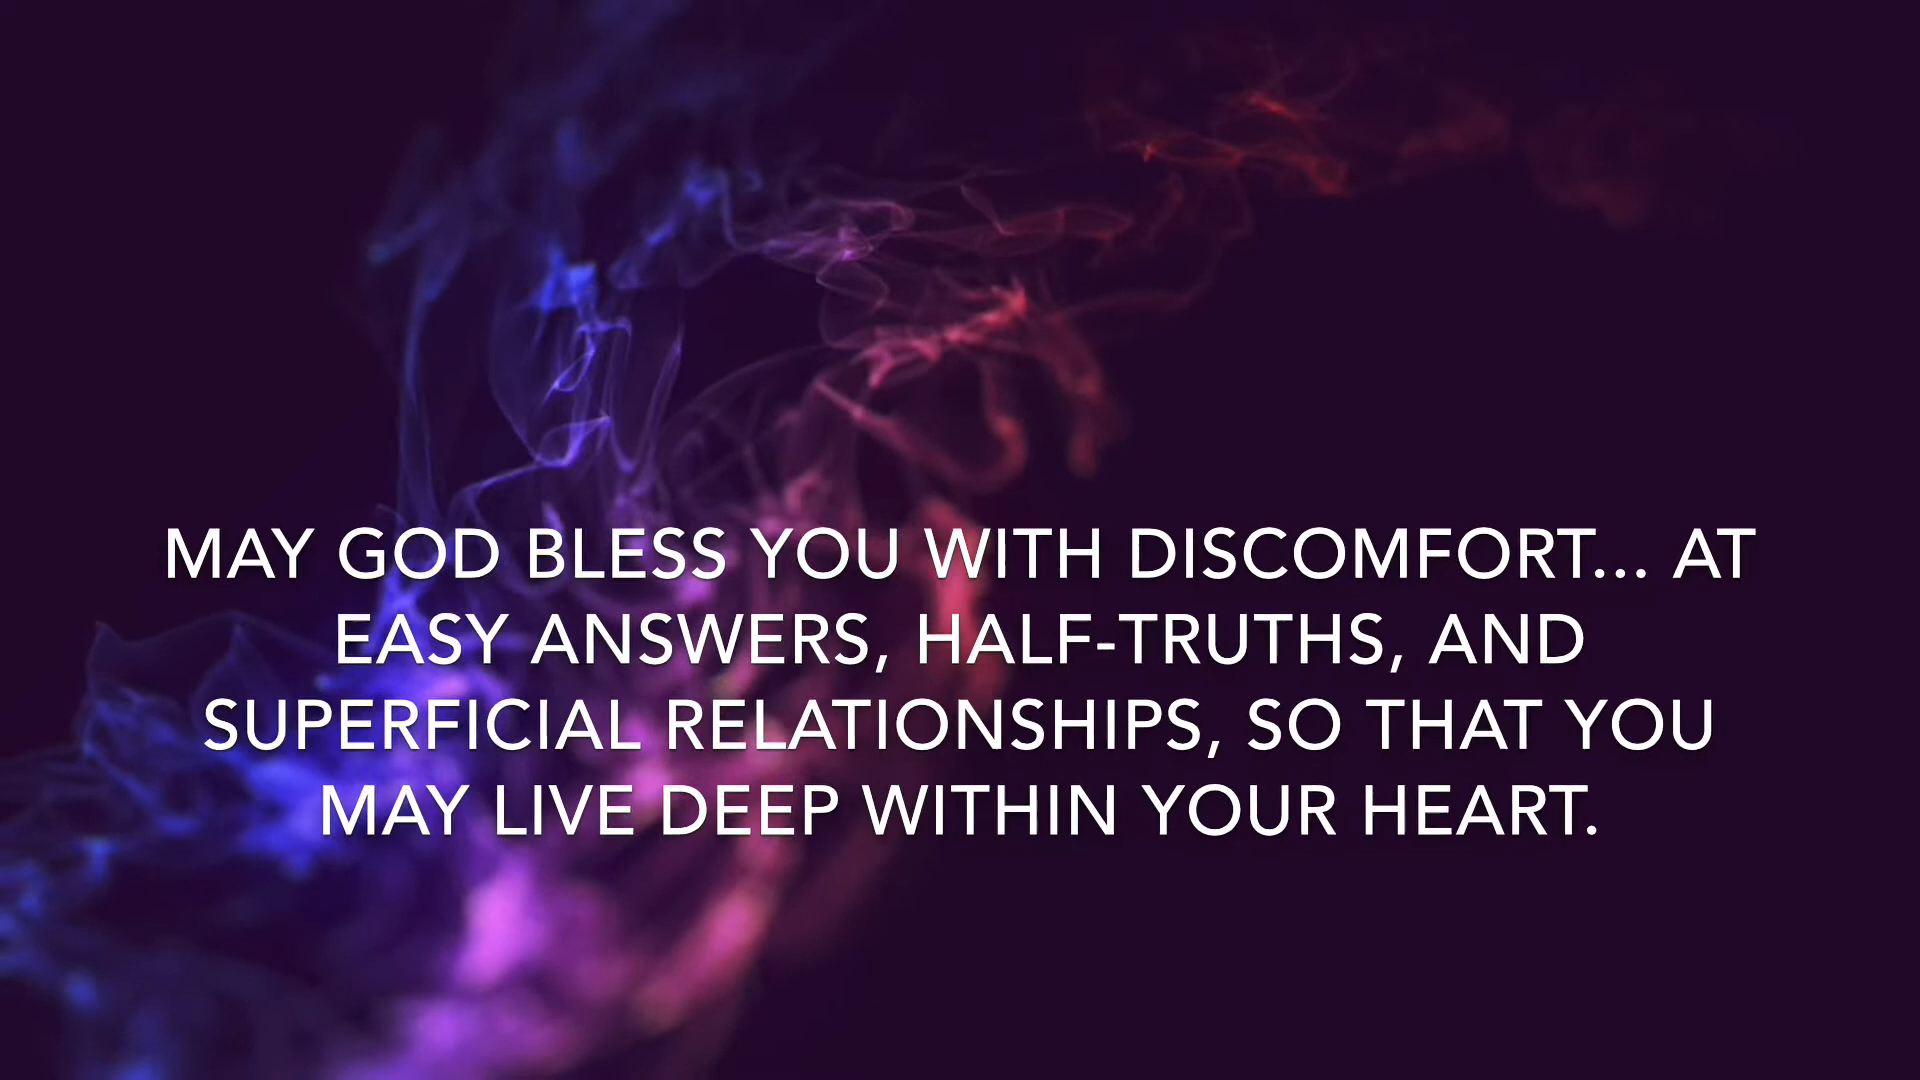 MAY GOD BLESS YOU WITH DISCOMFORT... AT
EASY ANSWERS, HALF-TRUTHS, AND
SUPERFICIAL RELATIONSHIPS, SO THAT YOU
MAY LIVE DEEP WITHIN YOUR HEART.